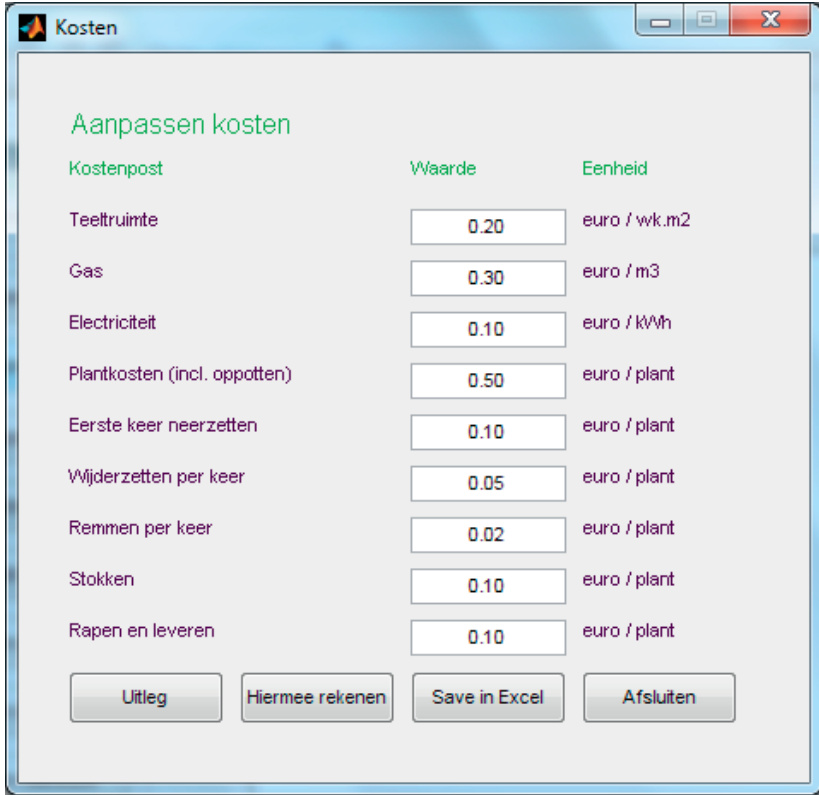 Kosten
Aanpassen kosten
Kostenpost Waarde Eenheid
Teeltruimte 0.20 euro / wk.m2
Gas 0.30 euro / m3
Electriciteit 0.10 euro / kWh
Plantkosten (incl. oppotten) 0.50 euro / plant
Eerste keer neerzetten 0.10 euro / plant
Wijderzetten per keer 0.05 euro / plant
Remmen per keer 0.02 euro / plant
Stokken 0.10 euro / plant
Rapen en leveren 0.10 euro / plant
Uitleg Hiermee rekenen Save in Excel Afsluiten